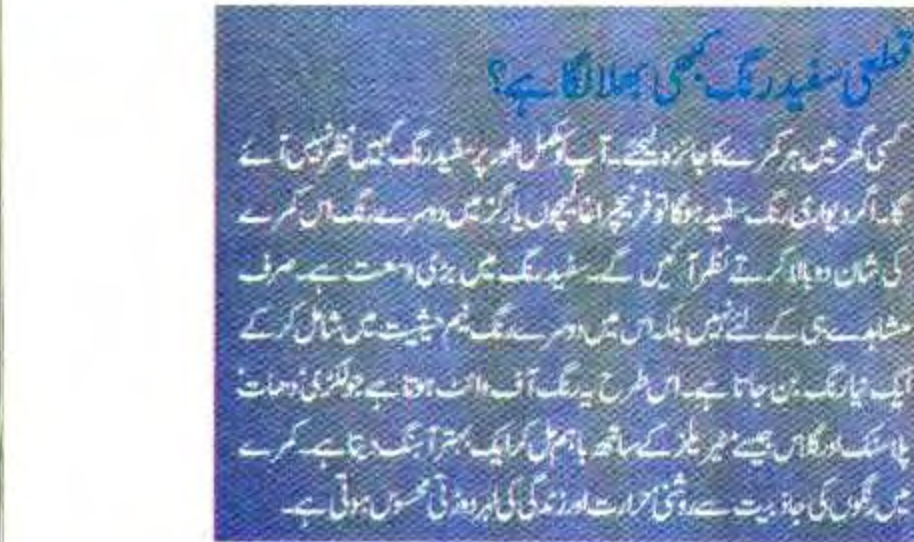 قطعی سفید رنگ کبھی بھلا لگا ہے؟
کسی گھر میں ہر کمرے کا جائزہ لیجئے۔ آپ کو مکمل طور پر سفید رنگ کہیں نظر نہیں آئے
گا۔ اگر دیواری رنگ سفید ہوگا تو فرنیچر، غالیچوں یا رگز میں دوسرے رنگ اس کمرے
کی شان دوبالا کرتے نظر آئیں گے۔ سفید رنگ میں بڑی وسعت ہے۔ صرف
مشاہدے ہی کے لئے نہیں بلکہ اس میں دوسرے رنگ نیم حیثیت میں شامل کرکے
ایک نیا رنگ بن جاتا ہے۔ اس طرح یہ رنگ آف وائٹ ہوتا ہے جو لکڑی، دھات،
پلاسٹک اور گلاس جیسے میٹریلز کے ساتھ باہم مل کر ایک بہتر آہنگ دیتا ہے۔ کمرے
میں رنگوں کی جاذبیت سے روشنی، حرارت اور زندگی کی لہر دوڑتی محسوس ہوتی ہے۔